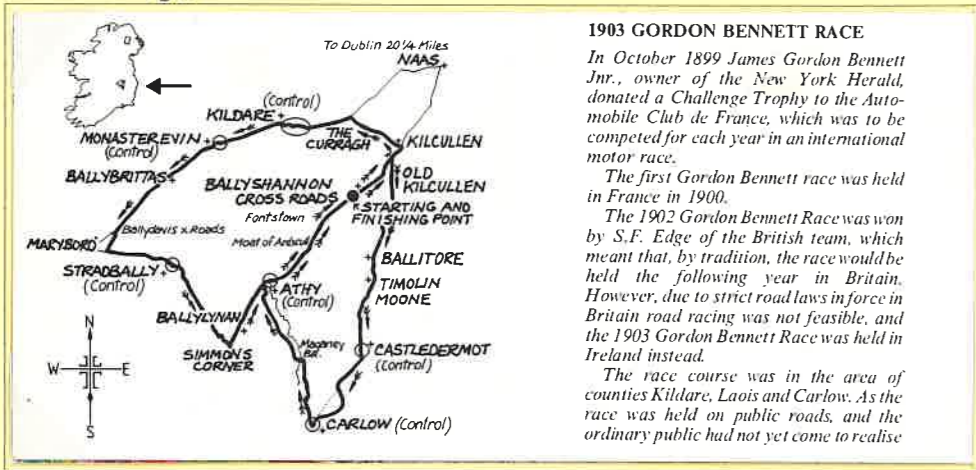 To Dublin 20¼ Miles
NAAS
(Control)
KILDARE
THE
CURRAGH
KILCULLEN
MONASTEREVIN
(Control)
BALLYBRITTAS
BALLYSHANNON
CROSS ROADS
OLD
KILCULLEN
STARTING AND
FINISHING POINT
Fontstown
Ballydavis x Roads
Moat of Ardscul
MARYBORO'
STRADBALLY
(Control)
BALLITORE
TIMOLIN
MOONE
ATHY
(Control)
BALLYLYNAN
Maganey
BR.
SIMMON'S
CORNER
CASTLEDERMOT
(Control)
CARLOW (Control)
N
W
E
S
1903 GORDON BENNETT RACE
In October 1899 James Gordon Bennett
Jnr., owner of the New York Herald,
donated a Challenge Trophy to the Auto-
mobile Club de France, which was to be
competed for each year in an international
motor race.
The first Gordon Bennett race was held
in France in 1900.
The 1902 Gordon Bennett Race was won
by S.F. Edge of the British team, which
meant that, by tradition, the race would be
held the following year in Britain.
However, due to strict road laws in force in
Britain road racing was not feasible, and
the 1903 Gordon Bennett Race was held in
Ireland instead.
The race course was in the area of
counties Kildare, Laois and Carlow. As the
race was held on public roads, and the
ordinary public had not yet come to realise